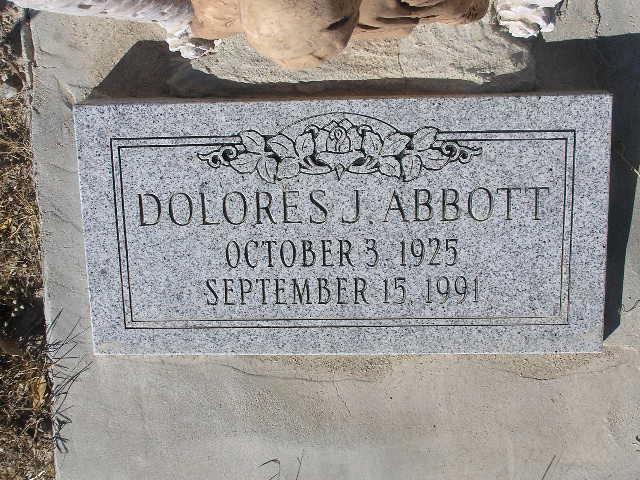 DOLORES J. ABBOTT
OCTOBER 3, 1925
SEPTEMBER 15, 1991